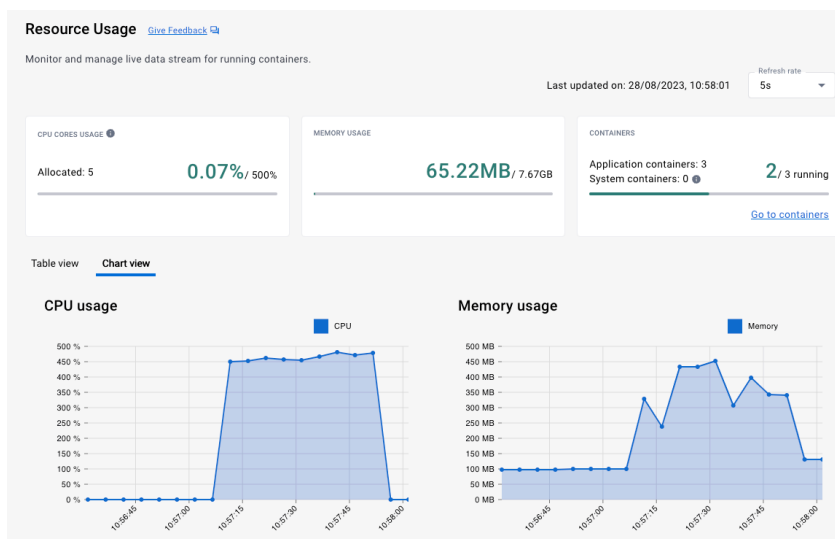 Resource Usage Give Feedback
Monitor and manage live data stream for running containers.
Last updated on: 28/08/2023, 10:58:01
Refresh rate
5s
CPU CORES USAGE
Allocated: 5
0.07%/ 500%
MEMORY USAGE
65.22MB/ 7.67GB
CONTAINERS
Application containers: 3
System containers: 0
2/ 3 running
Go to containers
Table view Chart view
CPU usage
CPU
500 %
450 %
400 %
350 %
300 %
250 %
200 %
150 %
100 %
50 %
0 %
10:56:45 10:57:00 10:57:15 10:57:30 10:57:45 10:58:00
Memory usage
Memory
500 MB
450 MB
400 MB
350 MB
300 MB
250 MB
200 MB
150 MB
100 MB
50 MB
0 MB
10:56:45 10:57:00 10:57:15 10:57:30 10:57:45 10:58:00